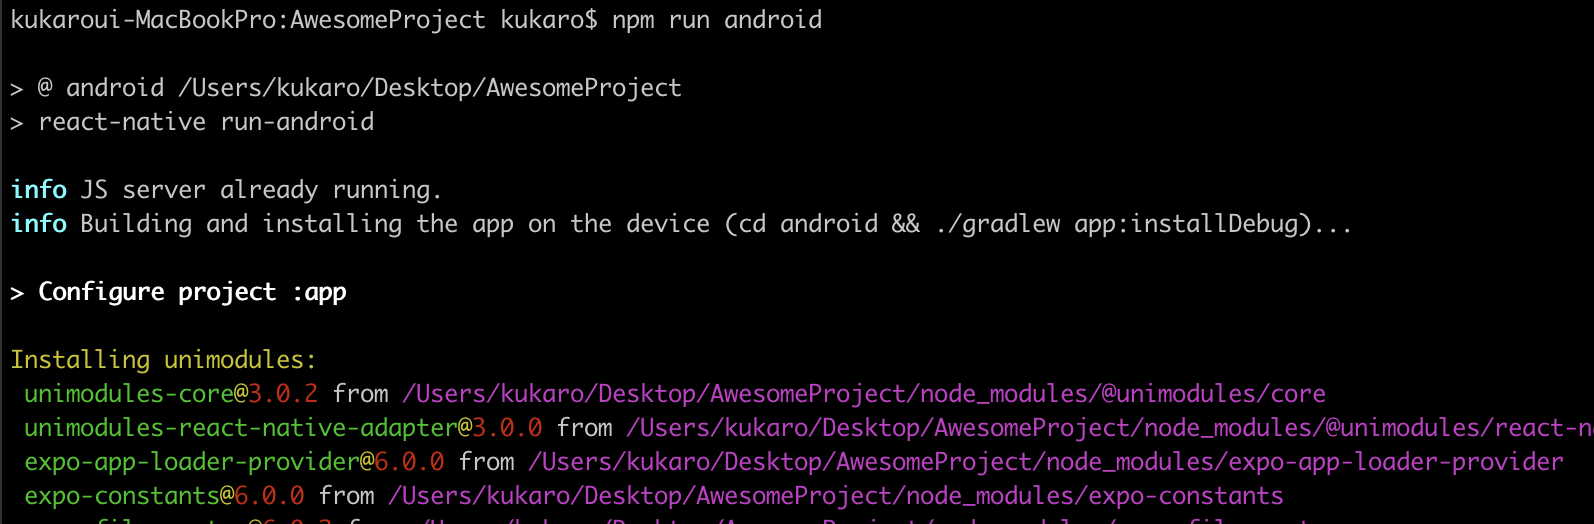 kukaroui-MacBookPro:AwesomeProject kukaro$ npm run android
> @ android /Users/kukaro/Desktop/AwesomeProject
> react-native run-android
info JS server already running.
info Building and installing the app on the device (cd android && ./gradlew app:installDebug)...
> Configure project :app
Installing unimodules:
unimodules-core@3.0.2 from /Users/kukaro/Desktop/AwesomeProject/node_modules/@unimodules/core
unimodules-react-native-adapter@3.0.0 from /Users/kukaro/Desktop/AwesomeProject/node_modules/@unimodules/react-n
expo-app-loader-provider@6.0.0 from /Users/kukaro/Desktop/AwesomeProject/node_modules/expo-app-loader-provider
expo-constants@6.0.0 from /Users/kukaro/Desktop/AwesomeProject/node_modules/expo-constants